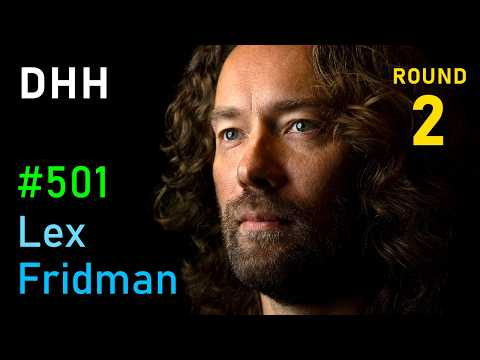 DHH
ROUND
2
#501
Lex
Fridman